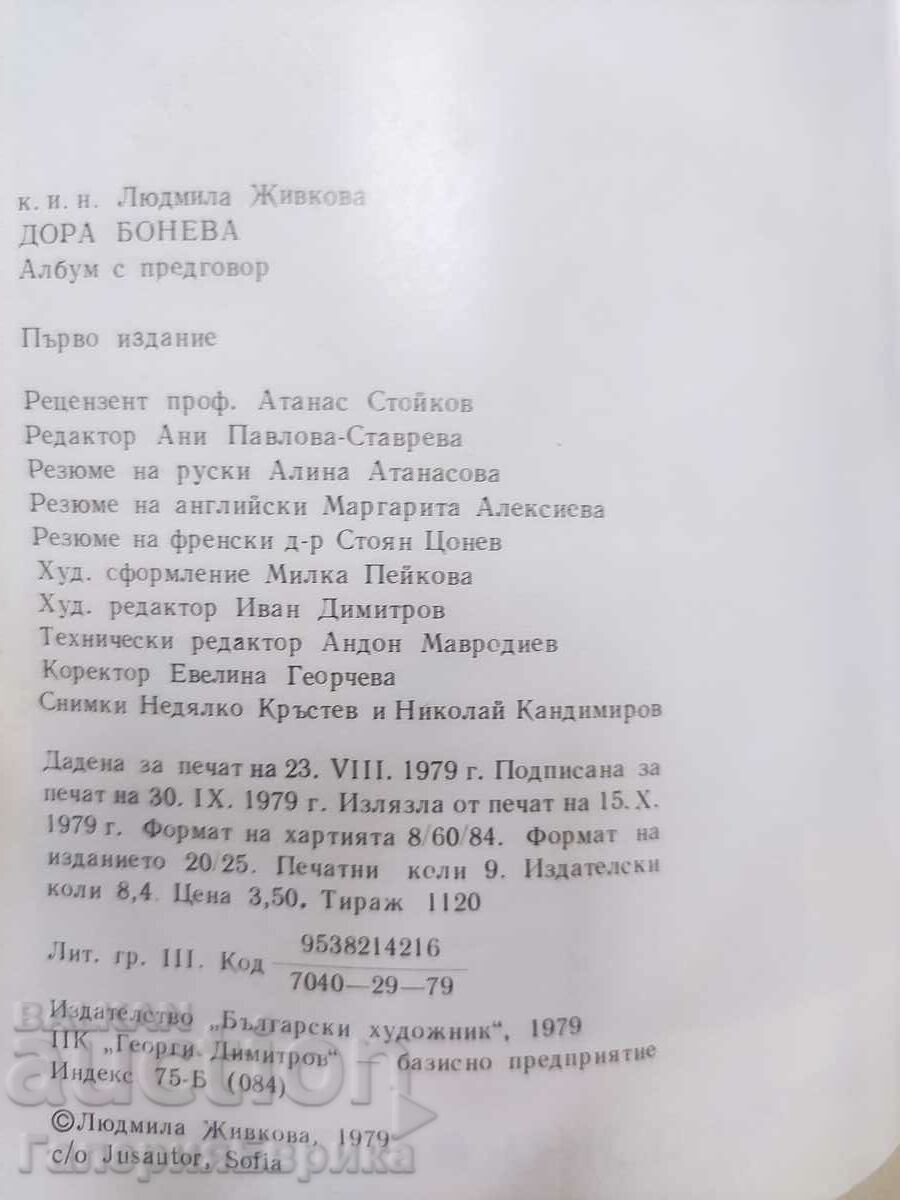 к. и. н. Людмила Живкова
ДОРА БОНЕВА
Албум с предговор
Първо издание
Рецензент проф. Атанас Стойков
Редактор Ани Павлова-Ставрева
Резюме на руски Алина Атанасова
Резюме на английски Маргарита Алексиева
Резюме на френски д-р Стоян Цонев
Худ. сформление Милка Пейкова
Худ. редактор Иван Димитров
Технически редактор Андон Мавродиев
Коректор Евелина Георчева
Снимки Недялко Кръстев и Николай Кандимиров
Дадена за печат на 23. VIII. 1979 г. Подписана за
печат на 30. IX. 1979 г. Излязла от печат на 15. X.
1979 г. Формат на хартията 8/60/84. Формат на
изданието 20/25. Печатни коли 9. Издателски
коли 8,4. Цена 3,50. Тираж 1120
Лит. гр. III. Код 9538214216
7040—29—79
Издателство „Български художник“, 1979
ПК „Георги Димитров“ — базисно предприятие
Индекс 75-Б (084)
©Людмила Живкова, 1979
c/o Jusautor, Sofia
BALKAN
auction
ГалерияЕврика